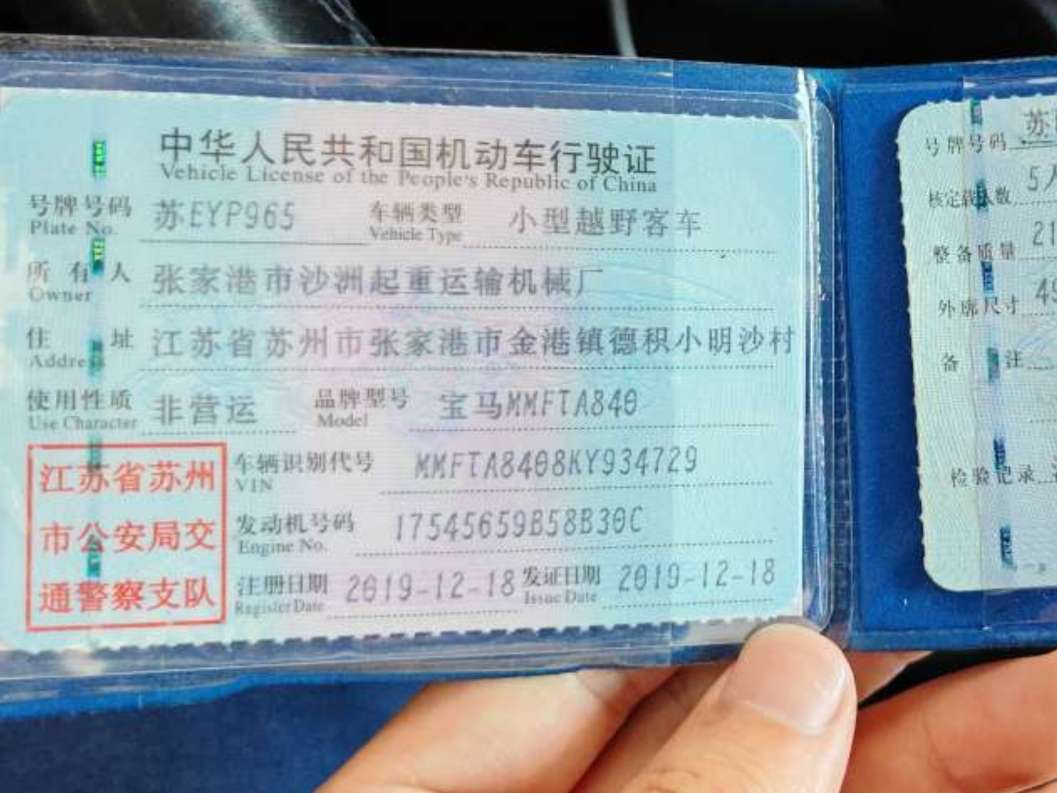 中华人民共和国机动车行驶证
Vehicle License of the People's Republic of China
号牌号码 苏EYP965 车辆类型 小型越野客车
Plate No. Vehicle Type
所有人 张家港市沙洲起重运输机械厂
Owner
住址 江苏省苏州市张家港市金港镇德积小明沙村
Address
使用性质 非营运 品牌型号 宝马MMFTA840
Use Character Model
江苏省苏州
市公安局交
通警察支队
车辆识别代号 MMFTA8408KY934729
VIN
发动机号码 17545659B58B30C
Engine No.
注册日期 2019-12-18 发证日期 2019-12-18
Register Date Issue Date
号牌号码 苏
核定载人数 5人
整备质量 21
外廓尺寸 48
备注
检验记录